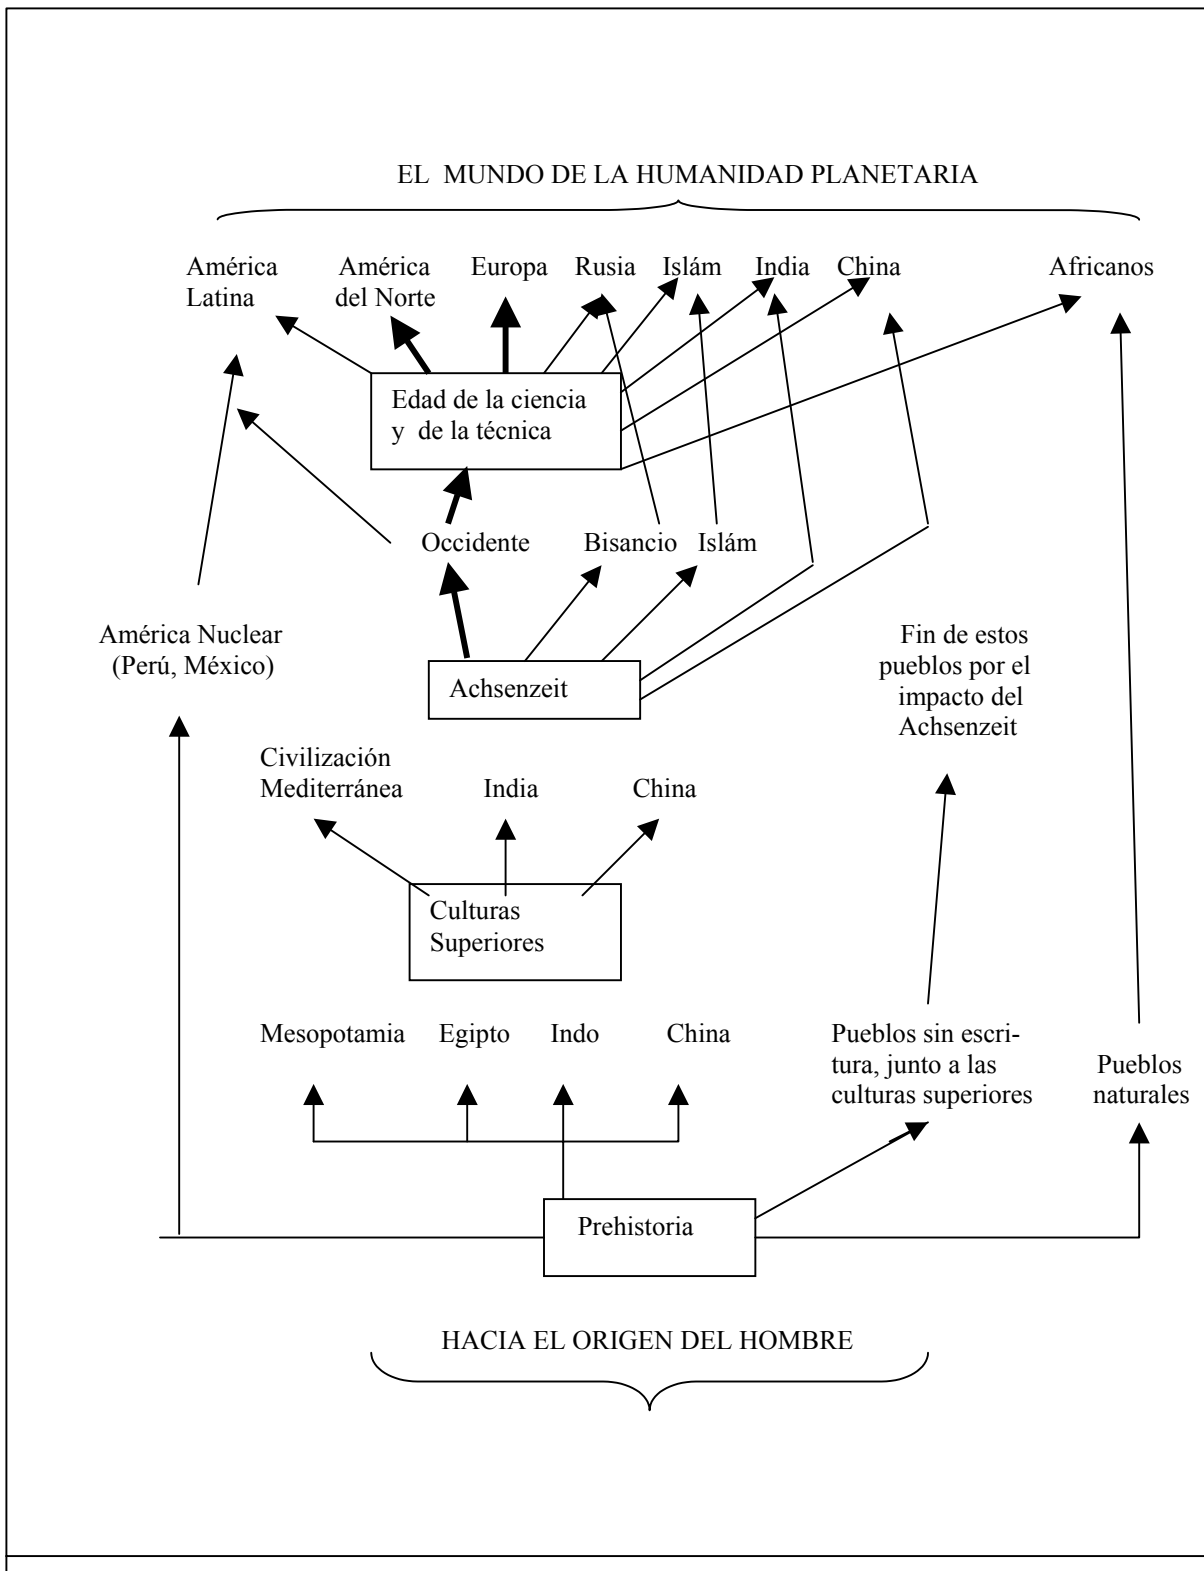 EL MUNDO DE LA HUMANIDAD PLANETARIA
América
Latina
América
del Norte
Europa
Rusia
Islám
India
China
Africanos
Edad de la ciencia
y de la técnica
Occidente
Bisancio
Islám
América Nuclear
(Perú, México)
Fin de estos
pueblos por el
impacto del
Achsenzeit
Achsenzeit
Civilización
Mediterránea
India
China
Culturas
Superiores
Mesopotamia
Egipto
Indo
China
Pueblos sin escri-
tura, junto a las
culturas superiores
Pueblos
naturales
Prehistoria
HACIA EL ORIGEN DEL HOMBRE